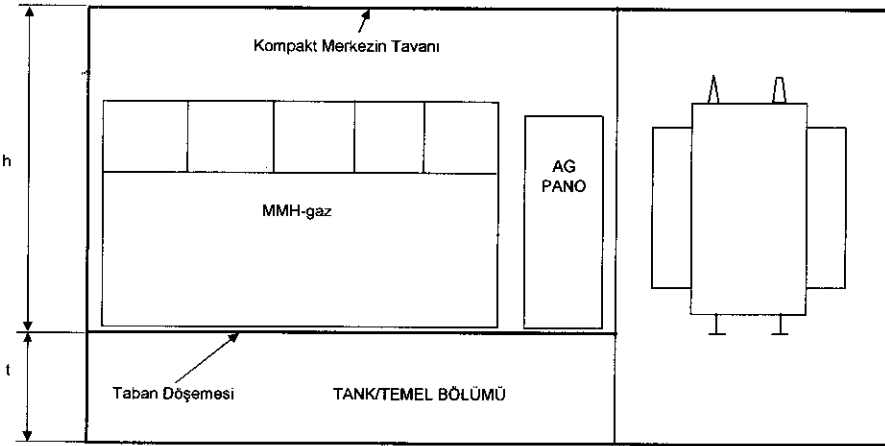 Kompakt Merkezin Tavanı
h
AG
PANO
MMH-gaz
t
Taban Döşemesi
TANK/TEMEL BÖLÜMÜ